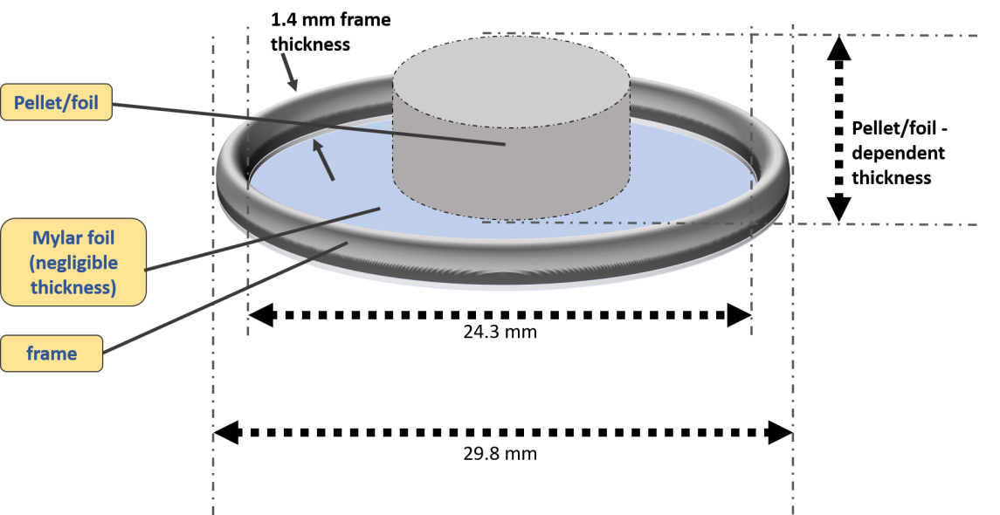 1.4 mm frame
thickness
Pellet/foil
Pellet/foil -
dependent
thickness
Mylar foil
(negligible
thickness)
frame
24.3 mm
29.8 mm